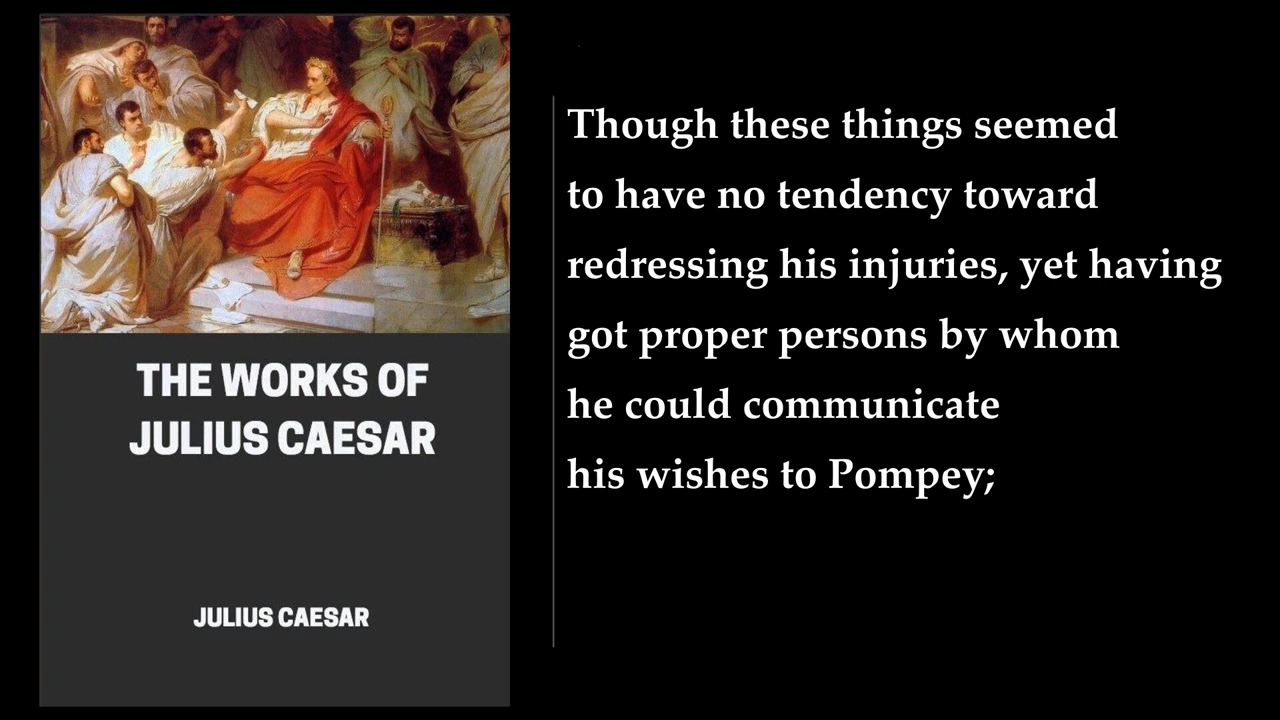 THE WORKS OF
JULIUS CAESAR
JULIUS CAESAR
Though these things seemed
to have no tendency toward
redressing his injuries, yet having
got proper persons by whom
he could communicate
his wishes to Pompey;